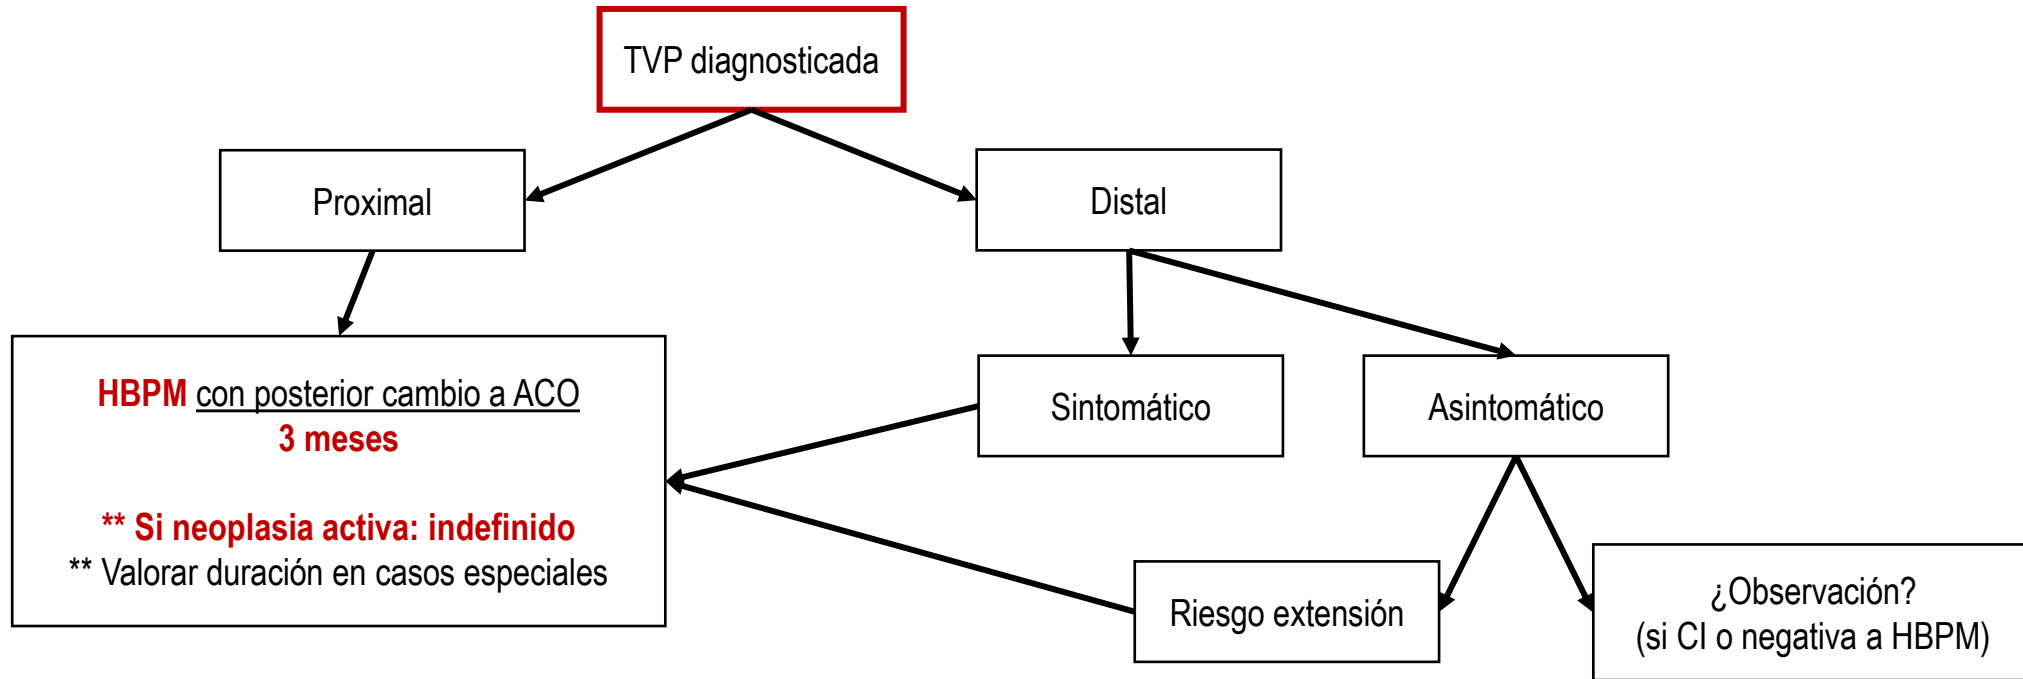 TVP diagnosticada
Proximal
Distal
HBPM con posterior cambio a ACO
3 meses
** Si neoplasia activa: indefinido
** Valorar duración en casos especiales
Sintomático
Asintomático
Riesgo extensión
¿Observación?
(si CI o negativa a HBPM)